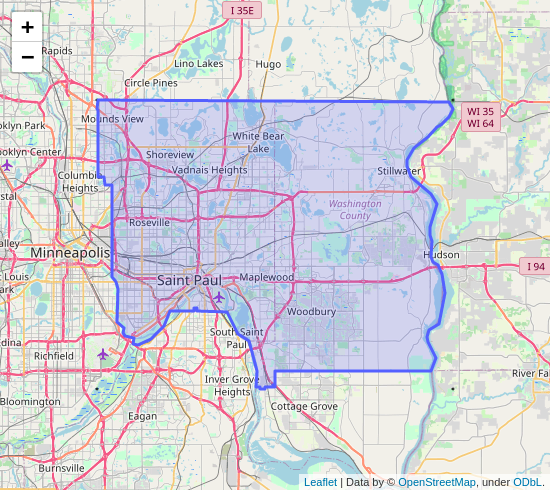 I 35E
+
−
Rapids
Lino Lakes
Hugo
Circle Pines
WI 35
WI 64
Mounds View
oklyn Park
White Bear
Lake
Shoreview
oklyn Center
Vadnais Heights
Stillwater
Columbia
Heights
stal
Washington
County
Roseville
alley
Minneapolis
Hudson
I 94
t Louis
Park
Saint Paul
Maplewood
Woodbury
South Saint
Paul
dina
Richfield
River Fa
Inver Grove
Heights
Bloomington
Cottage Grove
Eagan
Burnsville
Leaflet | Data by © OpenStreetMap, under ODbL.